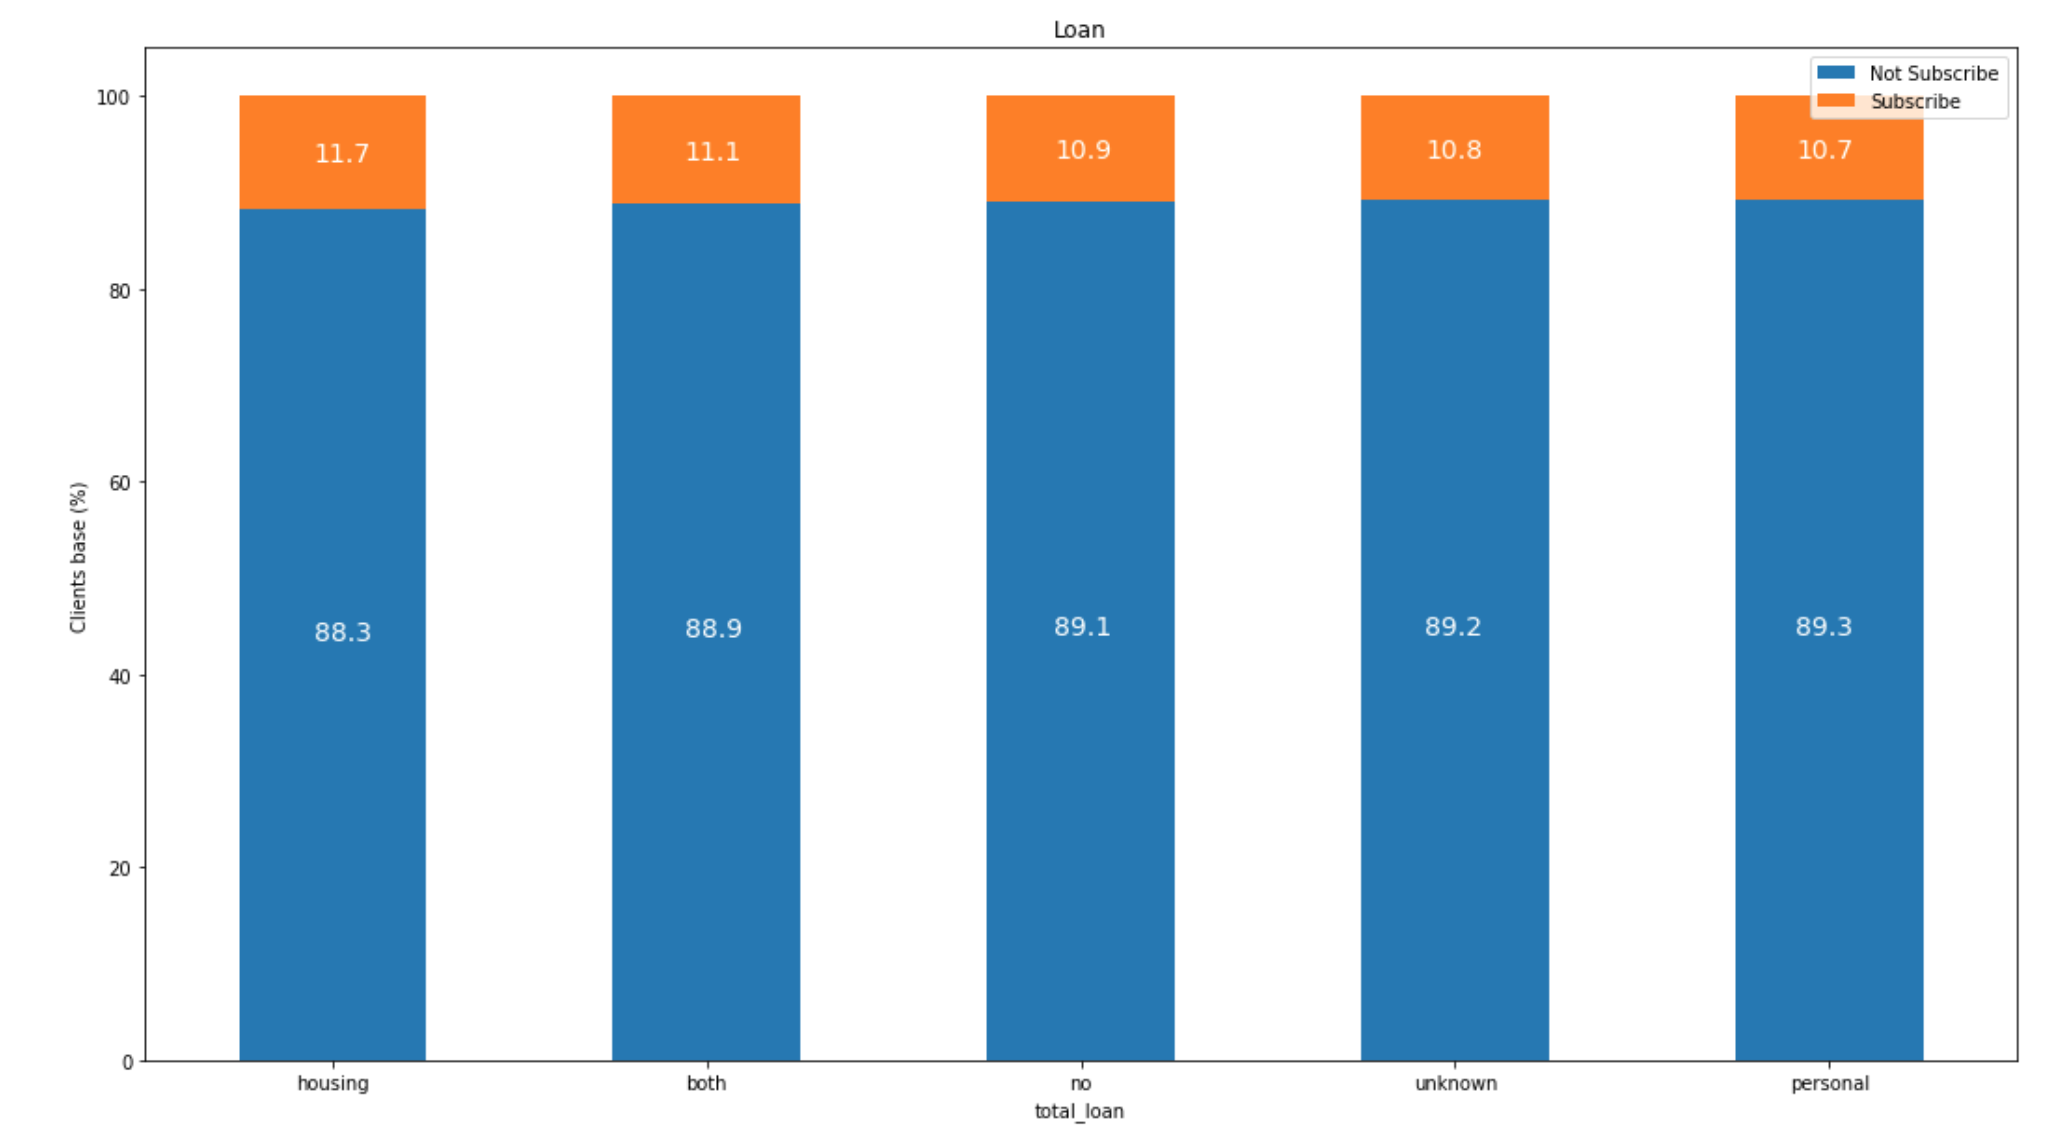 Loan
Not Subscribe
Subscribe
100
80
60
40
20
0
Clients base (%)
11.7
11.1
10.9
10.8
10.7
88.3
88.9
89.1
89.2
89.3
housing
both
no
unknown
personal
total_loan